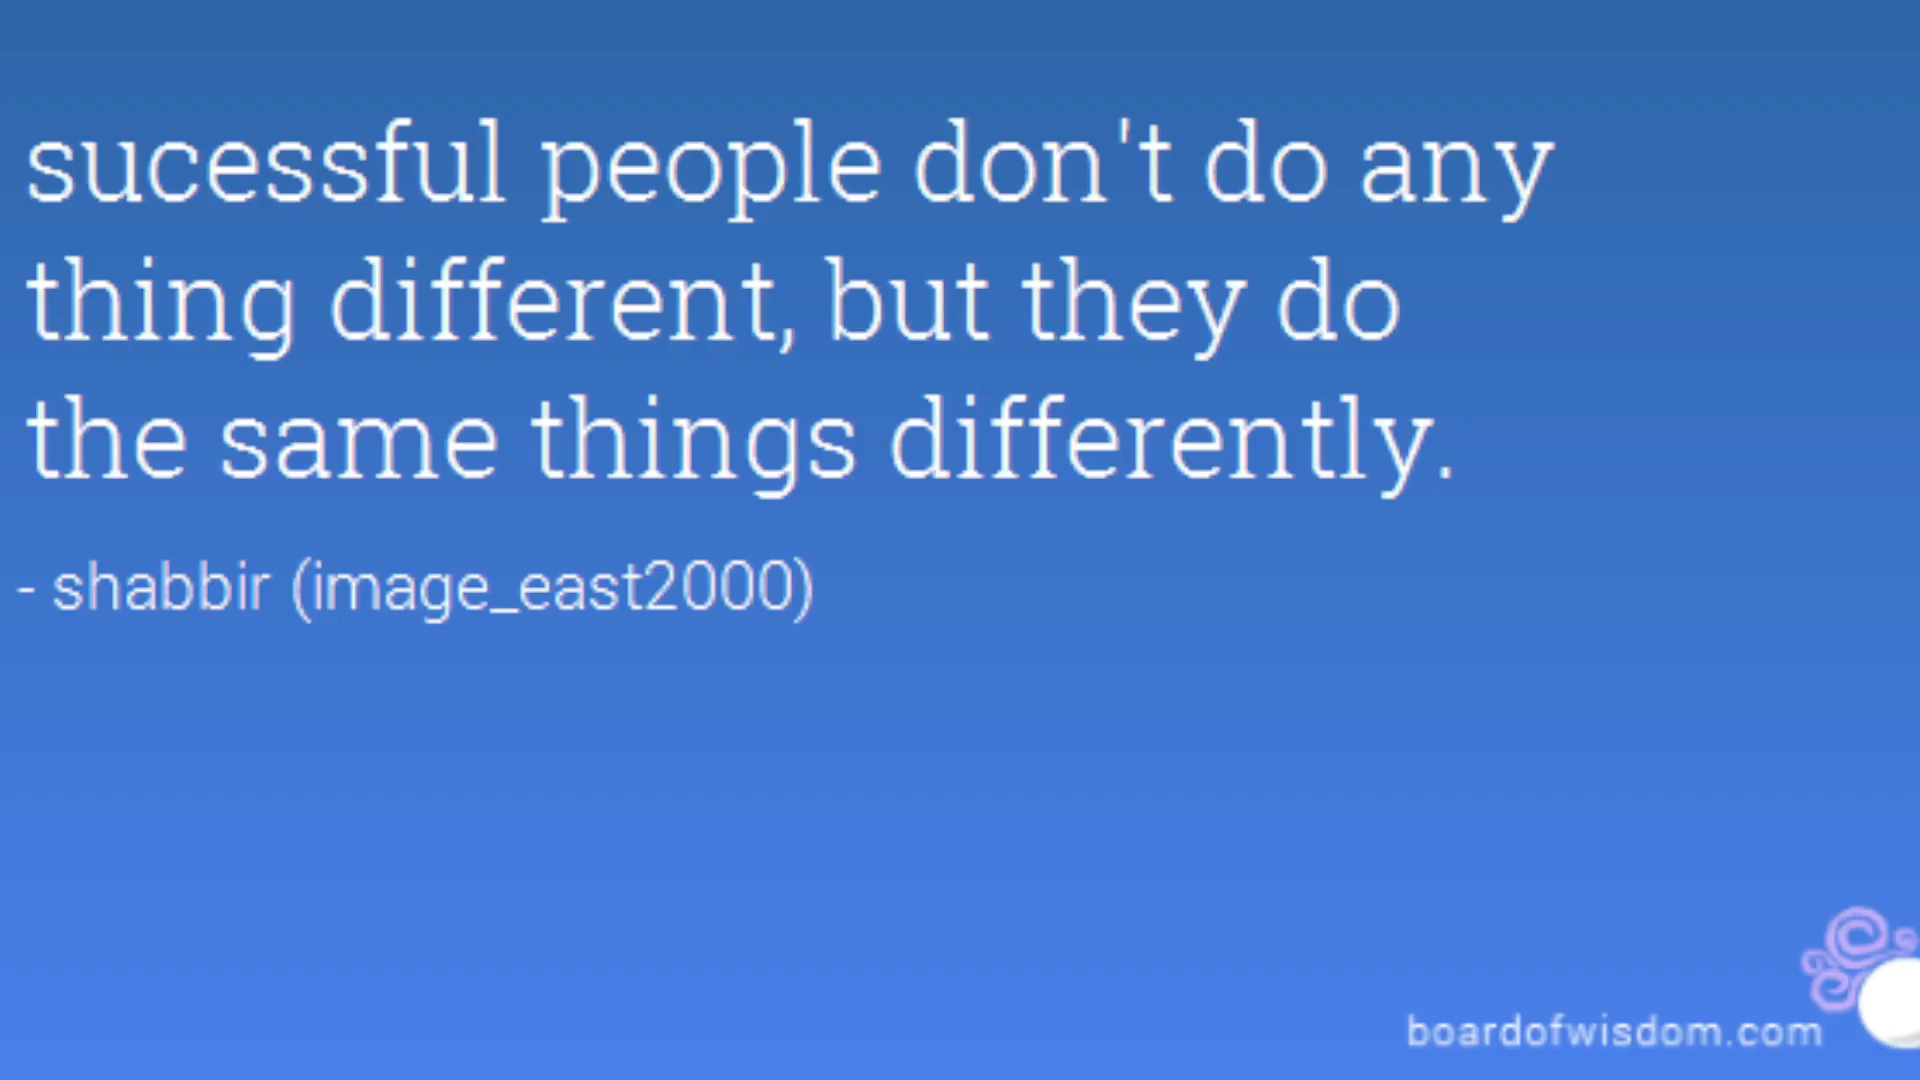 sucessful people don't do any
thing different, but they do
the same things differently.
- shabbir (image_east2000)
boardofwisdom.com